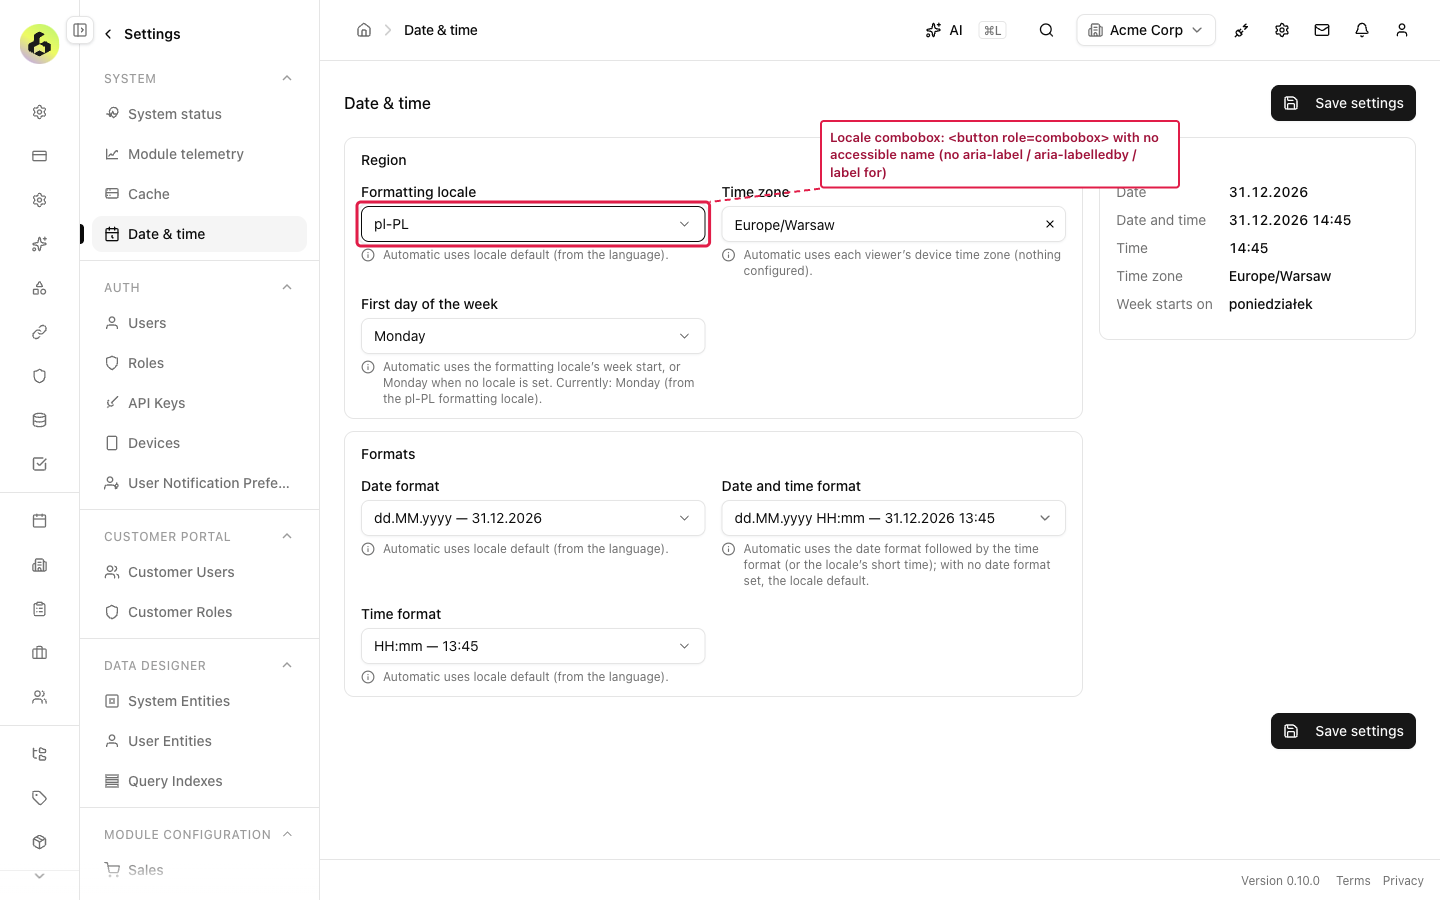 Settings
SYSTEM
System status
Module telemetry
Cache
Date & time
AUTH
Users
Roles
API Keys
Devices
User Notification Prefe...
CUSTOMER PORTAL
Customer Users
Customer Roles
DATA DESIGNER
System Entities
User Entities
Query Indexes
MODULE CONFIGURATION
Sales
Date & time
AI ⌘L
Acme Corp
Date & time
Save settings
Locale combobox: <button role=combobox> with no
accessible name (no aria-label / aria-labelledby /
label for)
Region
Formatting locale
pl-PL
Automatic uses locale default (from the language).
Time zone
Europe/Warsaw
Automatic uses each viewer's device time zone (nothing
configured).
First day of the week
Monday
Automatic uses the formatting locale's week start, or
Monday when no locale is set. Currently: Monday (from
the pl-PL formatting locale).
Date 31.12.2026
Date and time 31.12.2026 14:45
Time 14:45
Time zone Europe/Warsaw
Week starts on poniedziałek
Formats
Date format
dd.MM.yyyy — 31.12.2026
Automatic uses locale default (from the language).
Date and time format
dd.MM.yyyy HH:mm — 31.12.2026 13:45
Automatic uses the date format followed by the time
format (or the locale's short time); with no date format
set, the locale default.
Time format
HH:mm — 13:45
Automatic uses locale default (from the language).
Save settings
Version 0.10.0 Terms Privacy